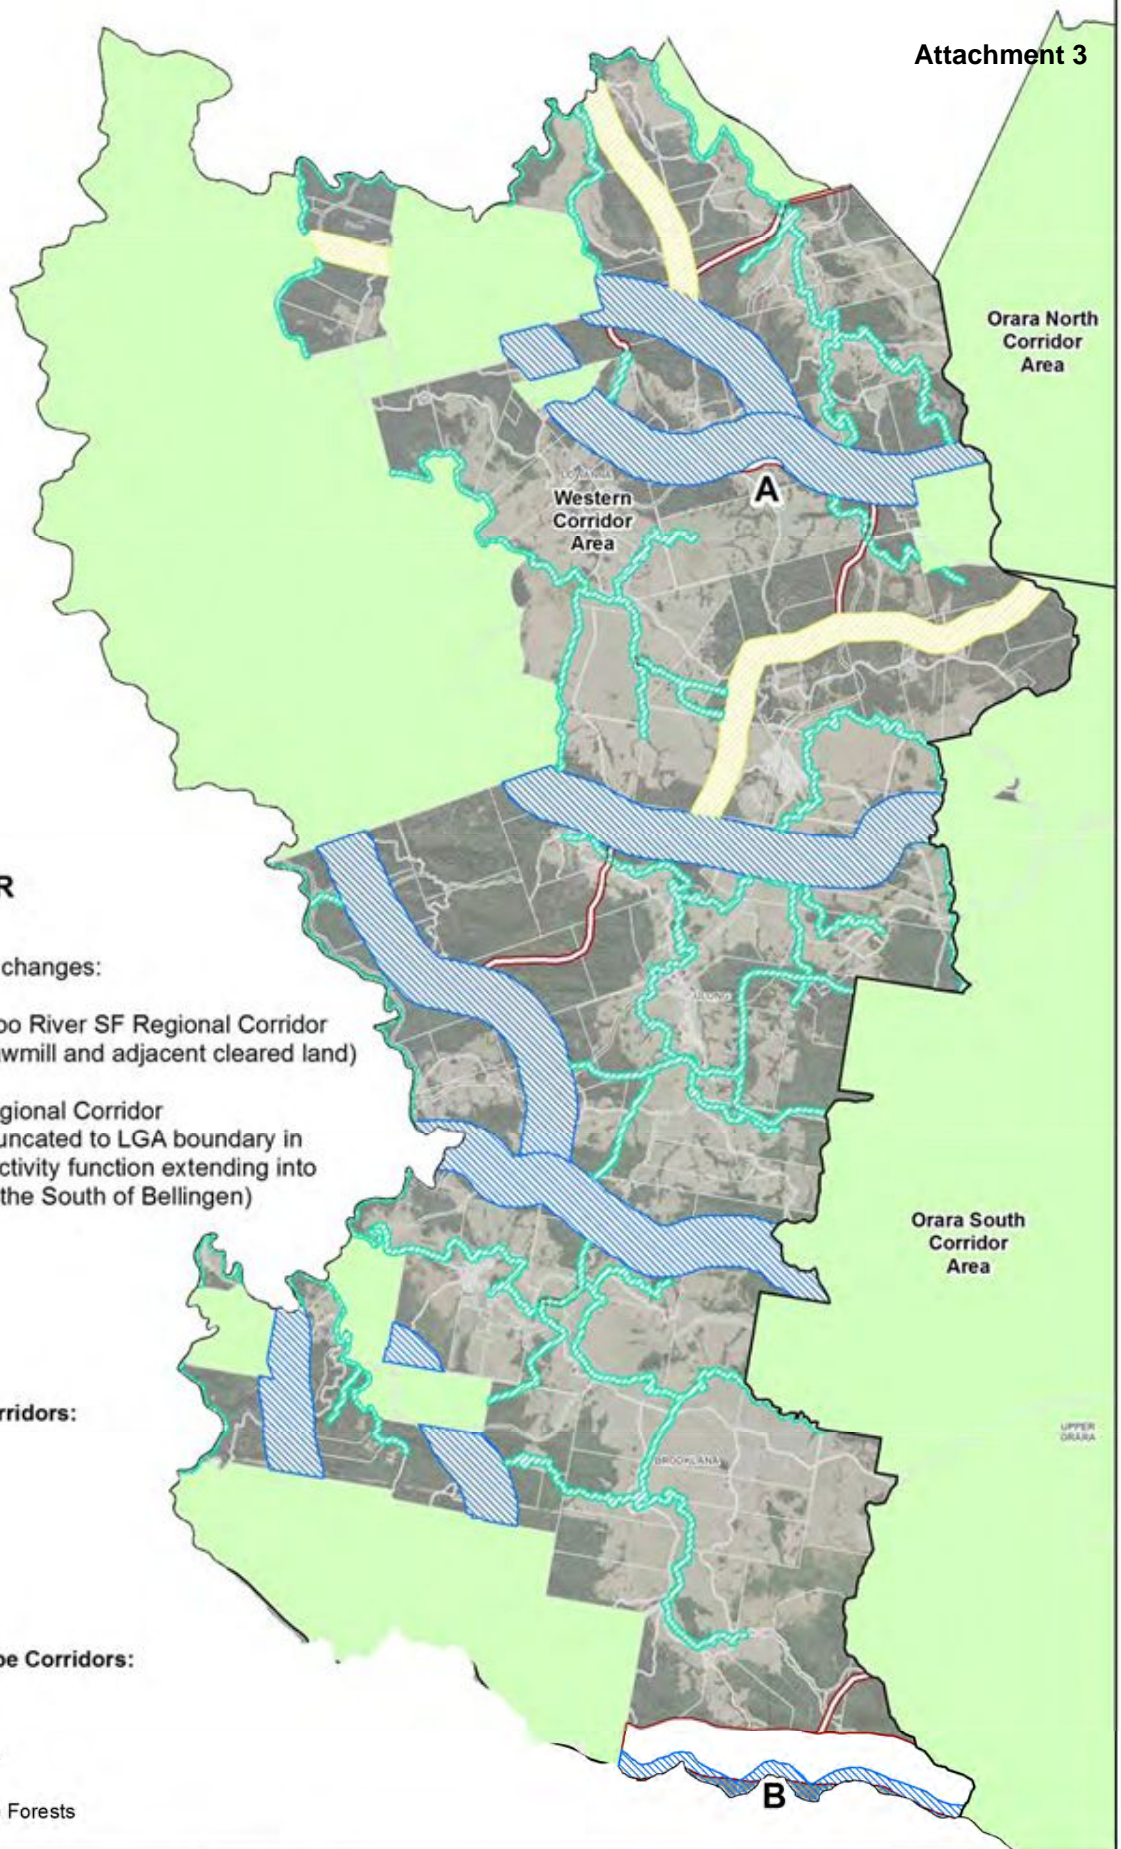 Attachment 3
Orara North
Corridor
Area
Western
Corridor
Area
A
R
changes:
oo River SF Regional Corridor
wmill and adjacent cleared land)
gional Corridor
uncated to LGA boundary in
ctivity function extending into
the South of Bellingen)
Orara South
Corridor
Area
rridors:
UPPER
ORARA
BROOKLANA
pe Corridors:
Forests
B